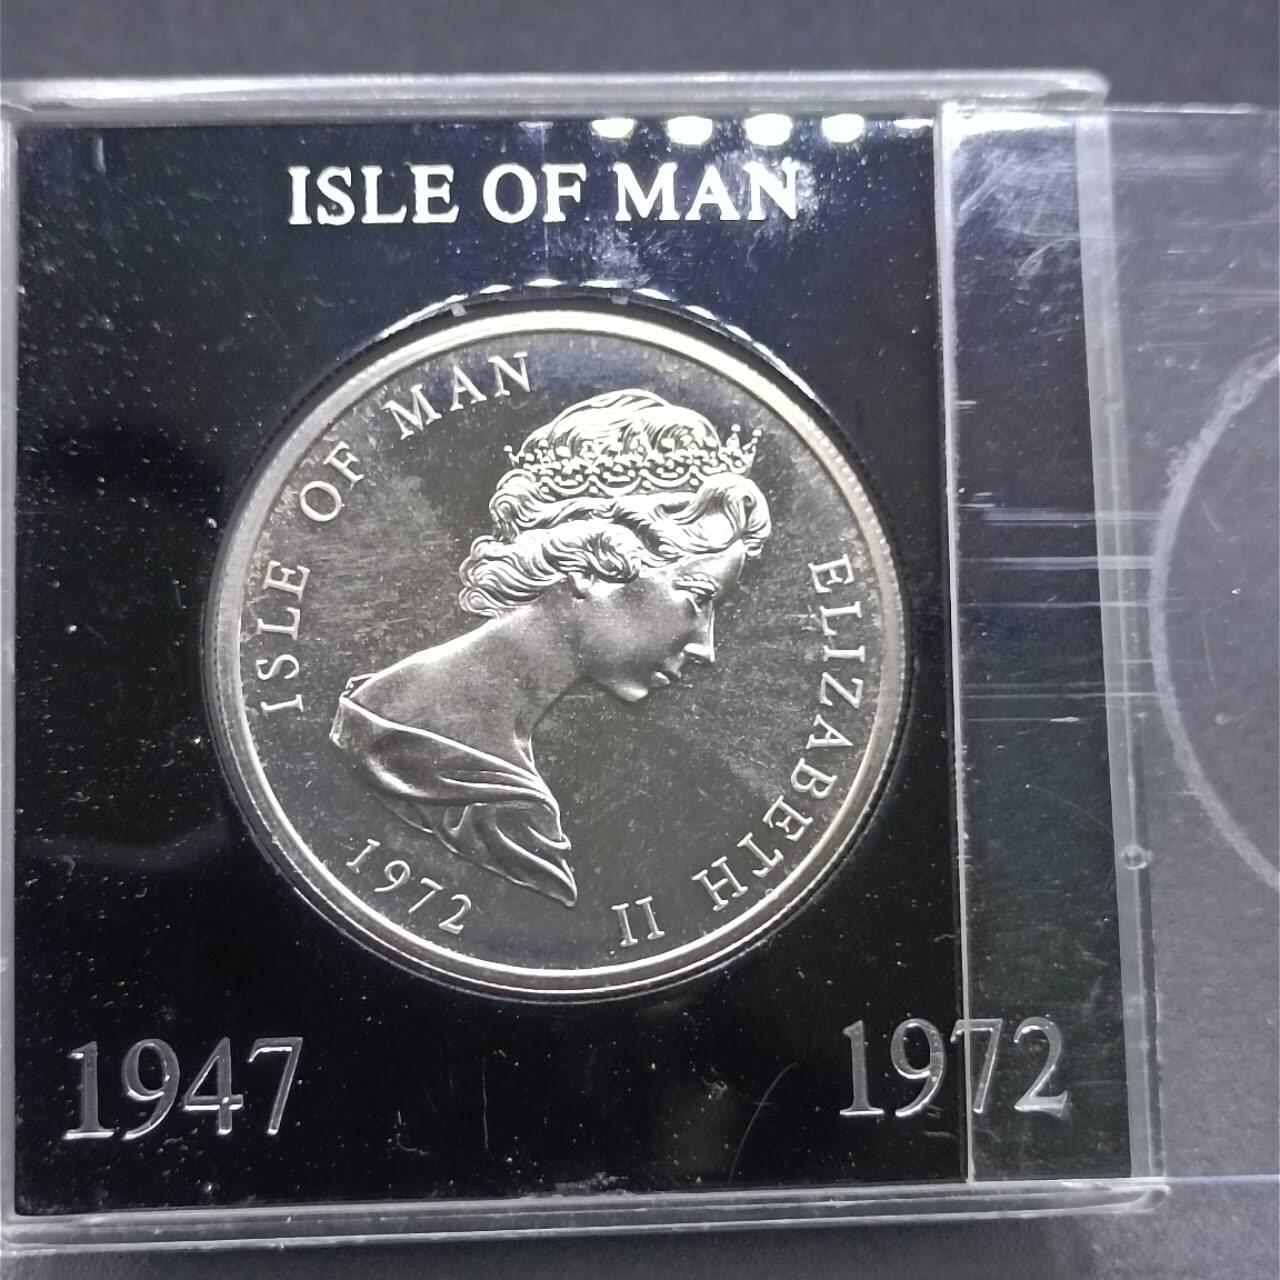 ISLE OF MAN
ISLE OF MAN
ELIZABETH II
1972
1947
1972